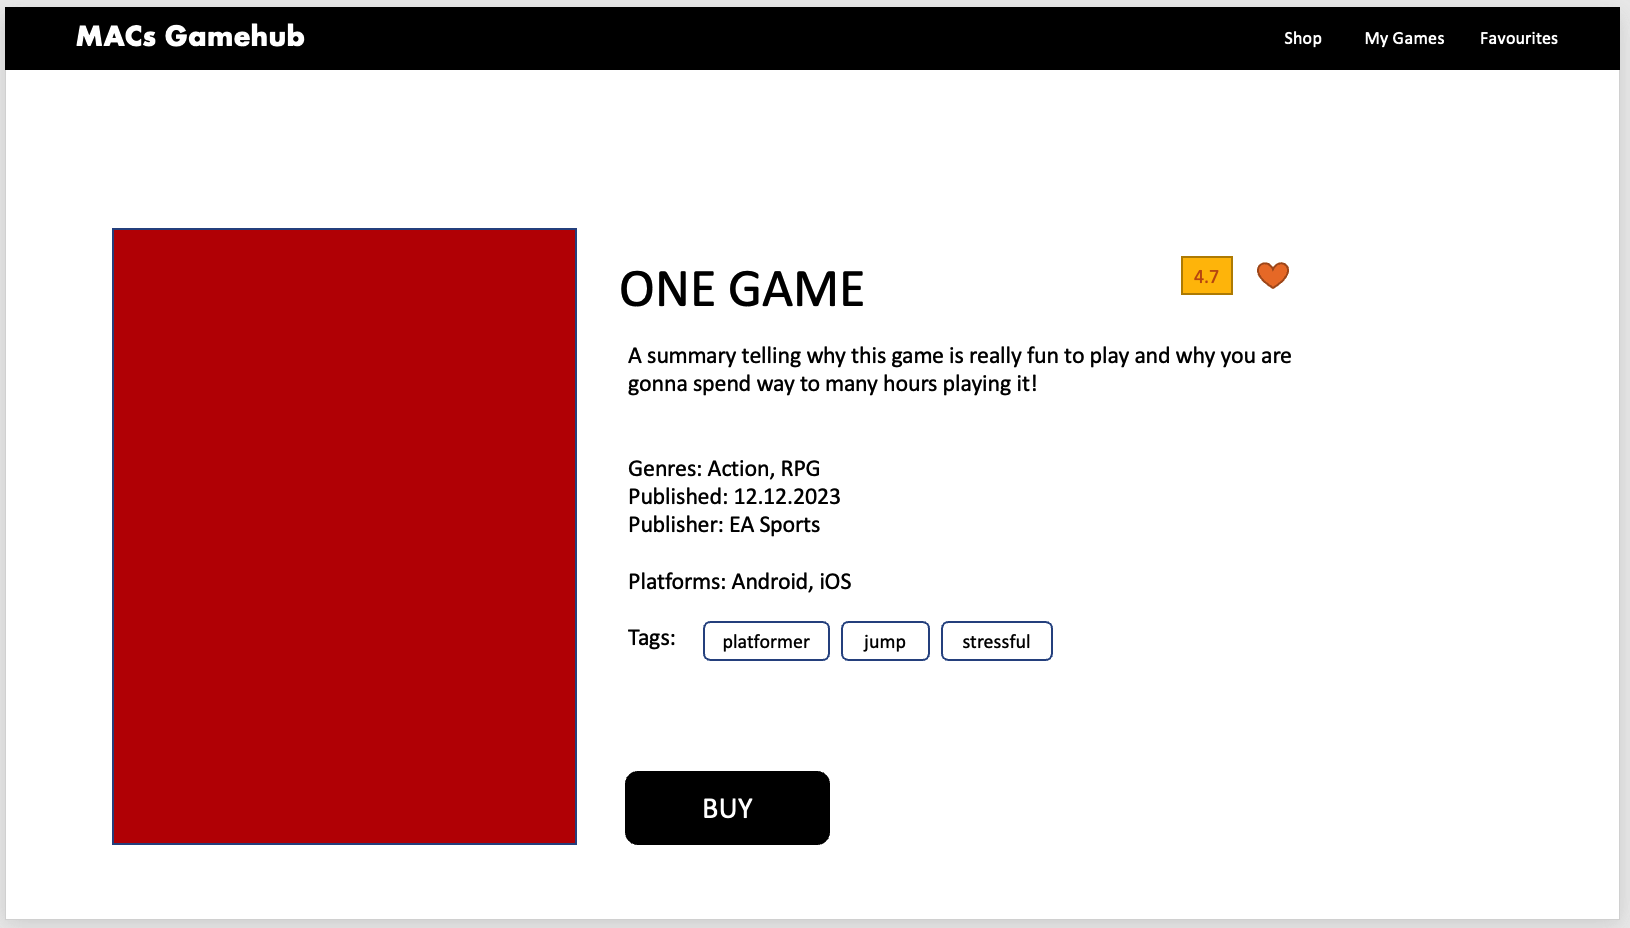 MACs Gamehub
Shop
My Games
Favourites
ONE GAME
4.7
A summary telling why this game is really fun to play and why you are
gonna spend way to many hours playing it!
Genres: Action, RPG
Published: 12.12.2023
Publisher: EA Sports
Platforms: Android, iOS
Tags: platformer jump stressful
BUY